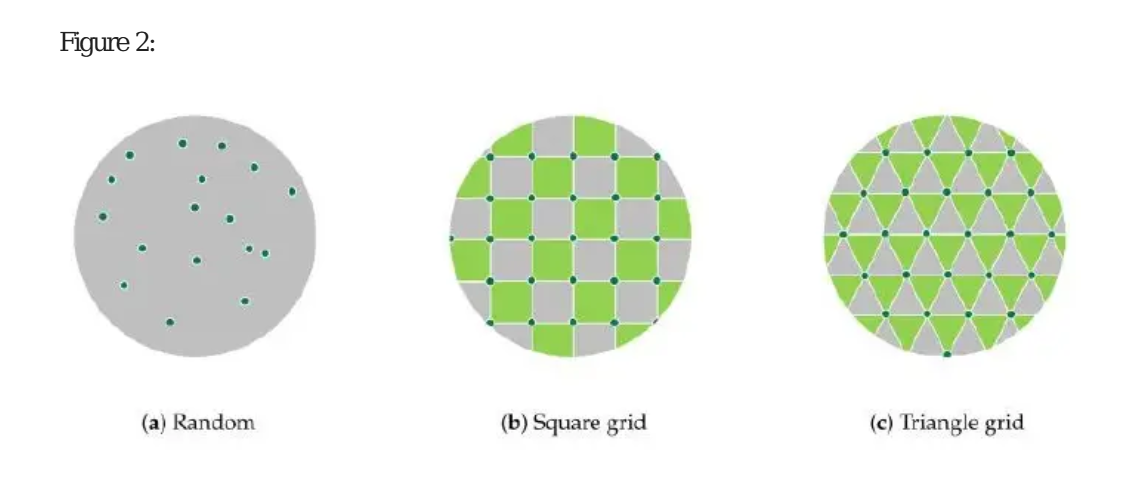 Figure 2:
(a) Random
(b) Square grid
(c) Triangle grid